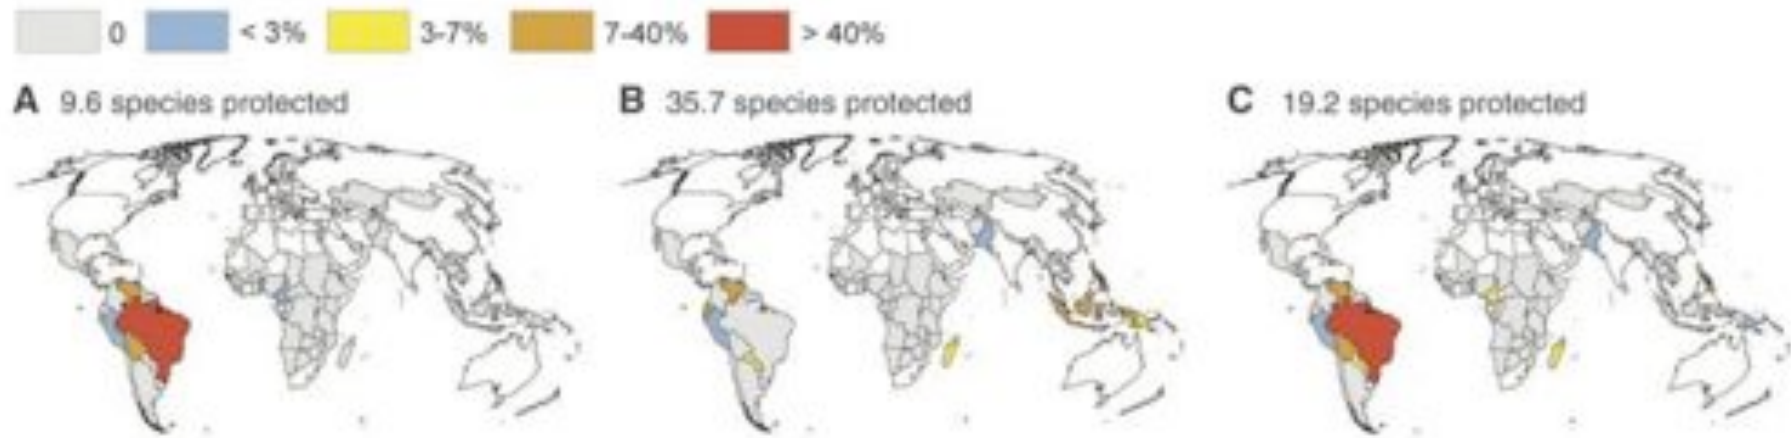 0 < 3% 3-7% 7-40% > 40%
A 9.6 species protected B 35.7 species protected C 19.2 species protected